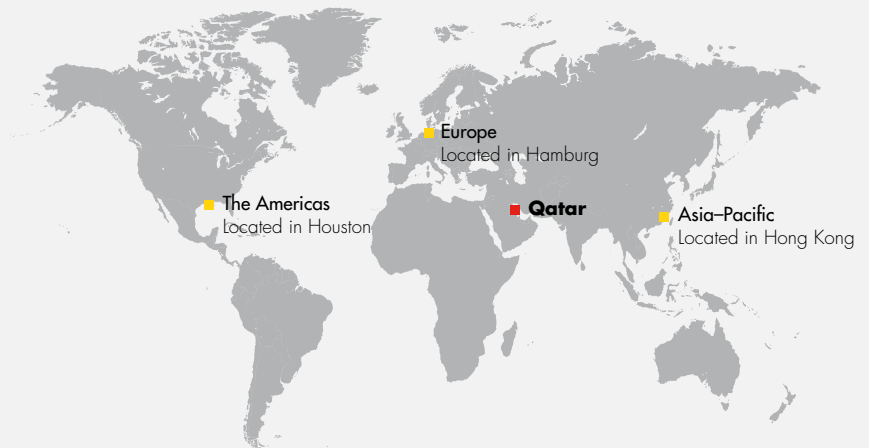 Europe
Located in Hamburg
The Americas
Located in Houston
Qatar
Asia–Pacific
Located in Hong Kong